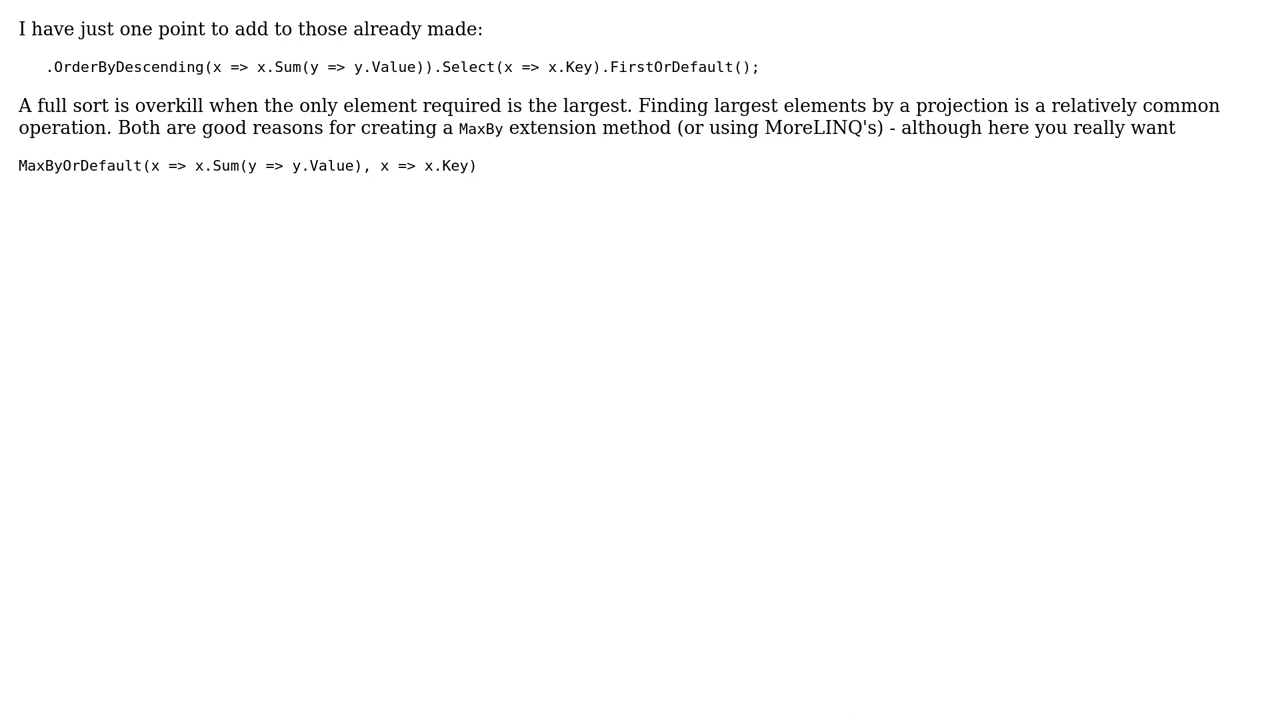 I have just one point to add to those already made:
.OrderByDescending(x => x.Sum(y => y.Value)).Select(x => x.Key).FirstOrDefault();
A full sort is overkill when the only element required is the largest. Finding largest elements by a projection is a relatively common
operation. Both are good reasons for creating a MaxBy extension method (or using MoreLINQ's) - although here you really want
MaxByOrDefault(x => x.Sum(y => y.Value), x => x.Key)